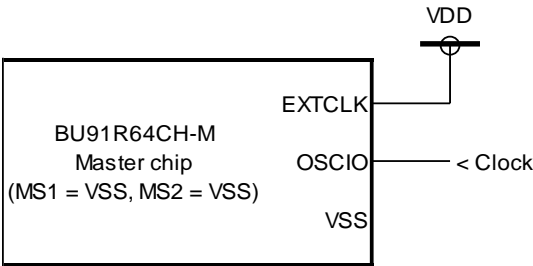 VDD
EXTCLK
BU91R64CH-M
Master chip
(MS1 = VSS, MS2 = VSS)
OSCIO
< Clock
VSS